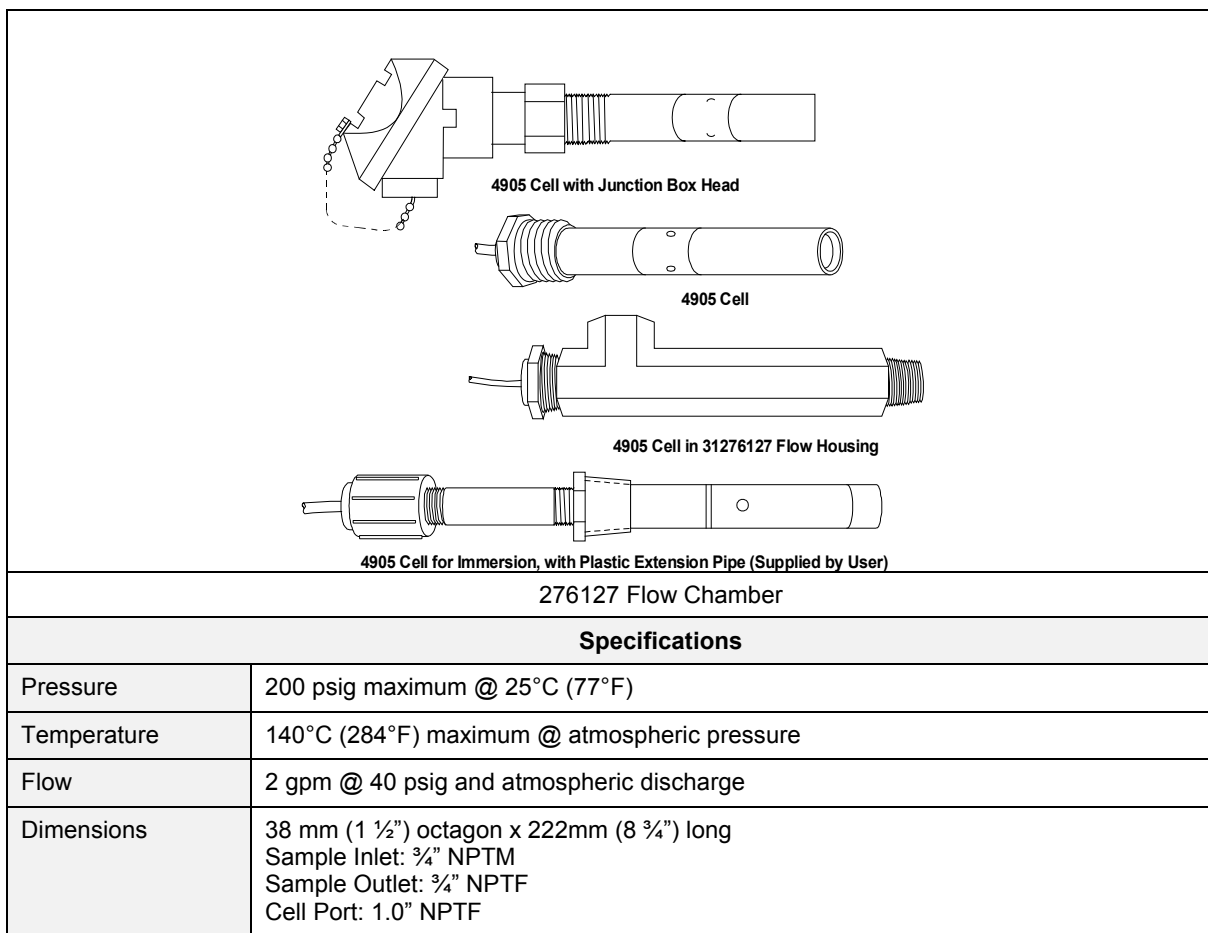 4905 Cell with Junction Box Head
4905 Cell
4905 Cell in 31276127 Flow Housing
4905 Cell for Immersion, with Plastic Extension Pipe (Supplied by User)
276127 Flow Chamber
Specifications
Pressure
200 psig maximum @ 25°C (77°F)
Temperature
140°C (284°F) maximum @ atmospheric pressure
Flow
2 gpm @ 40 psig and atmospheric discharge
Dimensions
38 mm (1 ½”) octagon x 222mm (8 ¾”) long
Sample Inlet: ¾” NPTM
Sample Outlet: ¾” NPTF
Cell Port: 1.0” NPTF